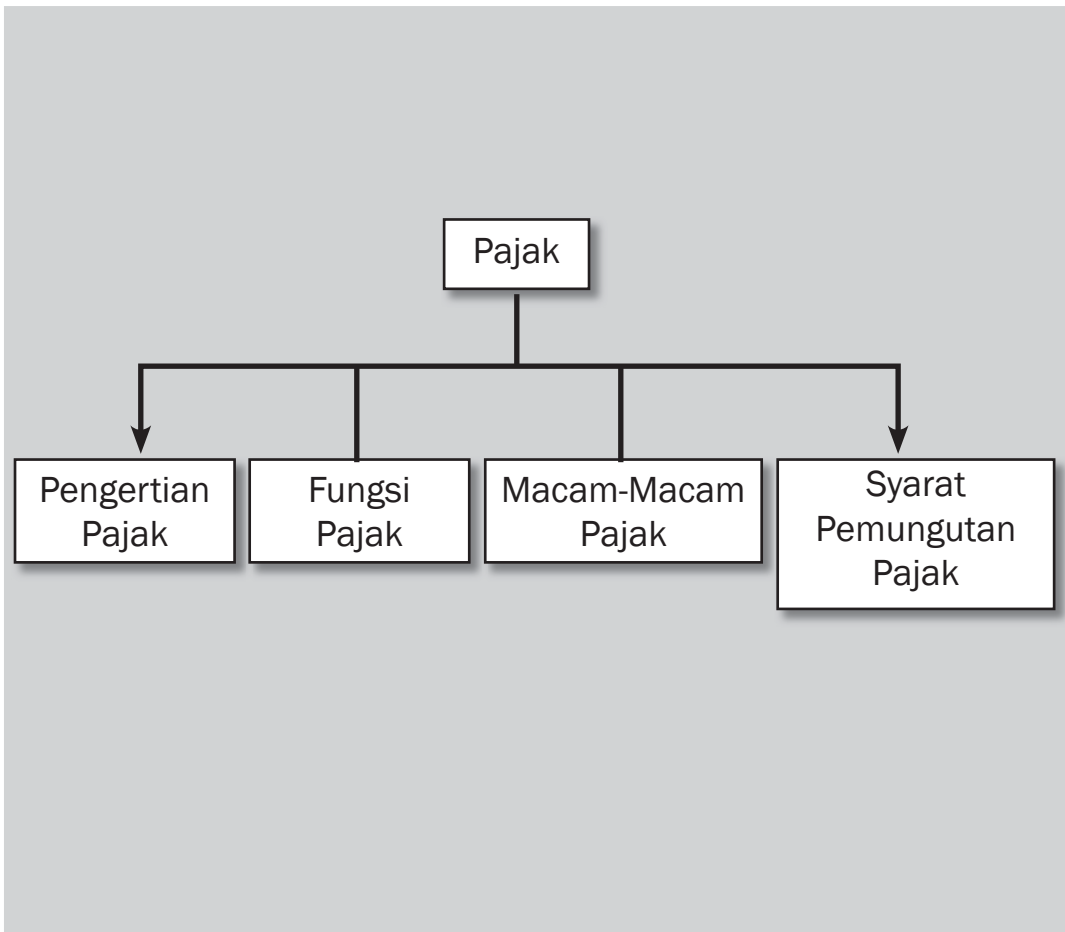 Pajak
Pengertian
Pajak
Fungsi
Pajak
Macam-Macam
Pajak
Syarat
Pemungutan
Pajak